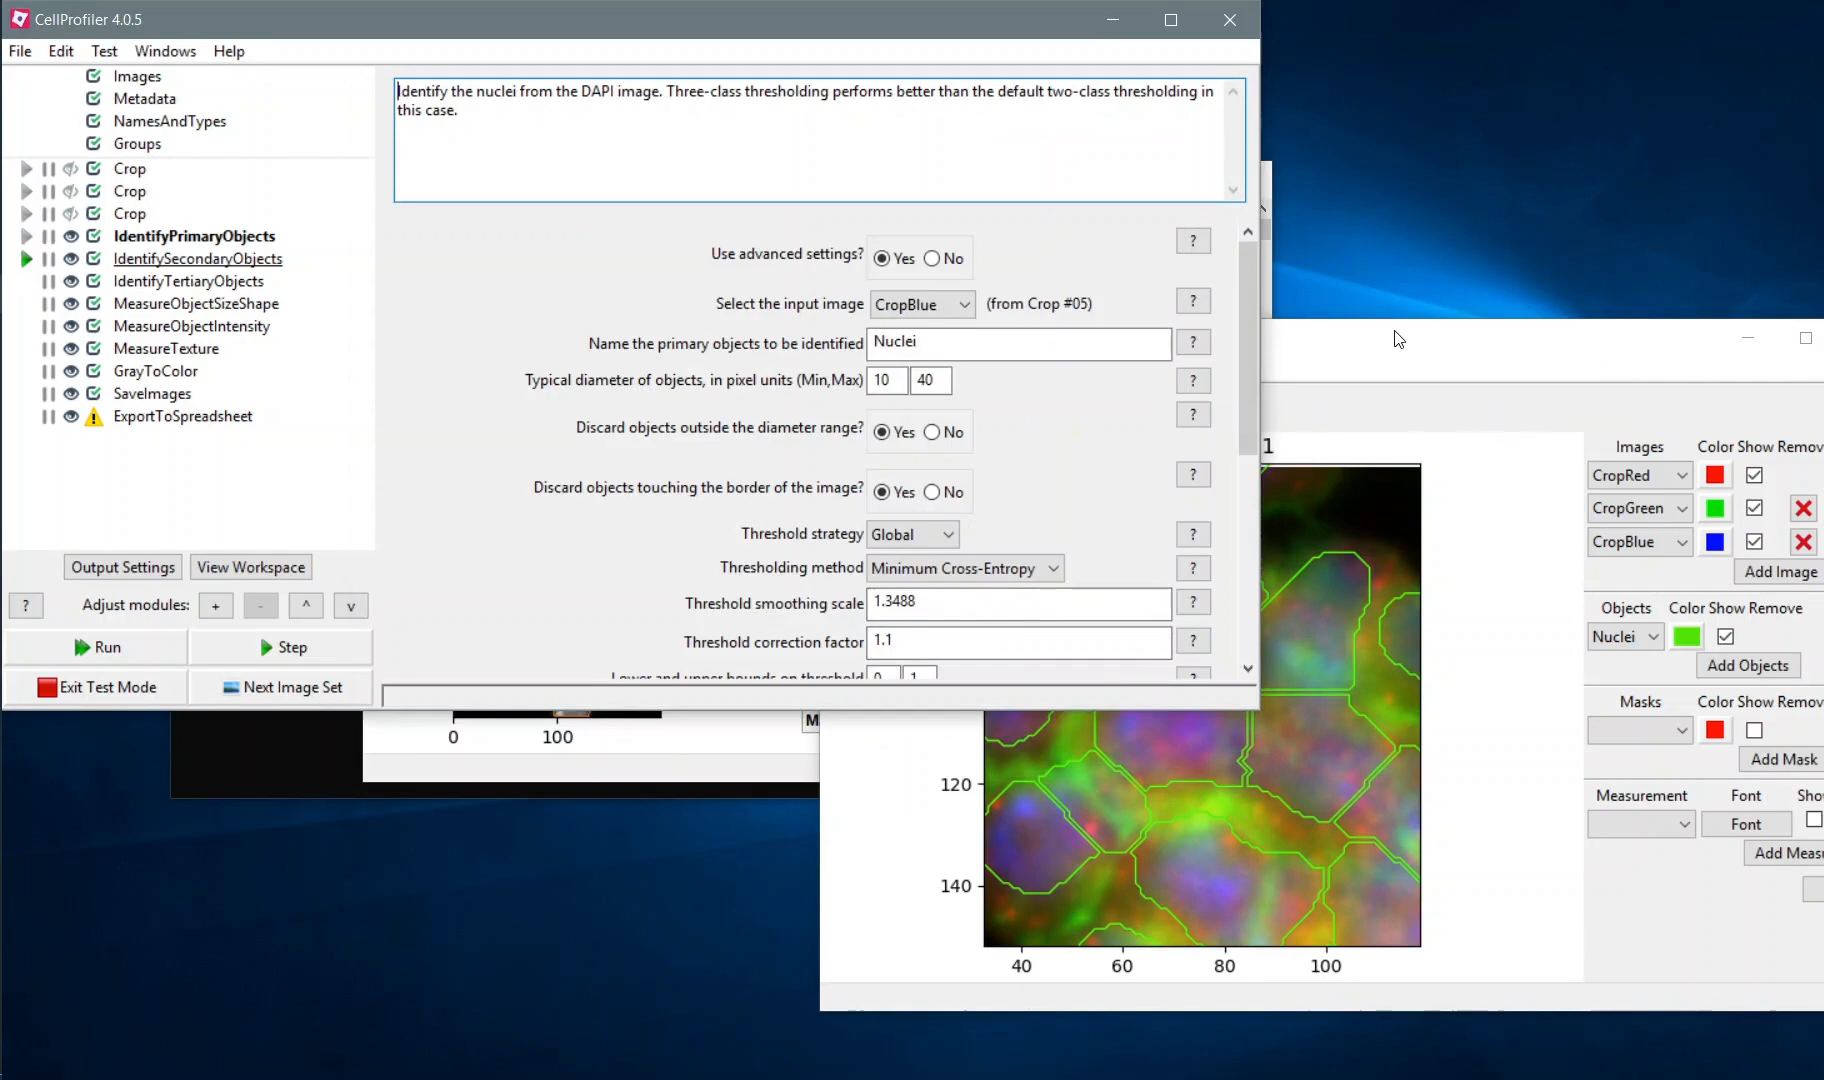 CellProfiler 4.0.5
File Edit Test Windows Help
Images
Metadata
NamesAndTypes
Groups
Crop
Crop
Crop
IdentifyPrimaryObjects
IdentifySecondaryObjects
IdentifyTertiaryObjects
MeasureObjectSizeShape
MeasureObjectIntensity
MeasureTexture
GrayToColor
SaveImages
ExportToSpreadsheet
Output Settings View Workspace
? Adjust modules: + - ^ v
Run Step
Exit Test Mode Next Image Set
Identify the nuclei from the DAPI image. Three-class thresholding performs better than the default two-class thresholding in
this case.
Use advanced settings? Yes No ?
Select the input image CropBlue (from Crop #05) ?
Name the primary objects to be identified Nuclei ?
Typical diameter of objects, in pixel units (Min,Max) 10 40 ?
Discard objects outside the diameter range? Yes No ?
Discard objects touching the border of the image? Yes No ?
Threshold strategy Global ?
Thresholding method Minimum Cross-Entropy ?
Threshold smoothing scale 1.3488 ?
Threshold correction factor 1.1 ?
Lower and upper bounds on threshold 0 1 ?
0 100
M
1
120
140
40 60 80 100
Images Color Show Remov
CropRed
CropGreen
CropBlue
Add Image
Objects Color Show Remove
Nuclei
Add Objects
Masks Color Show Remov
Add Mask
Measurement Font Sho
Font
Add Meas